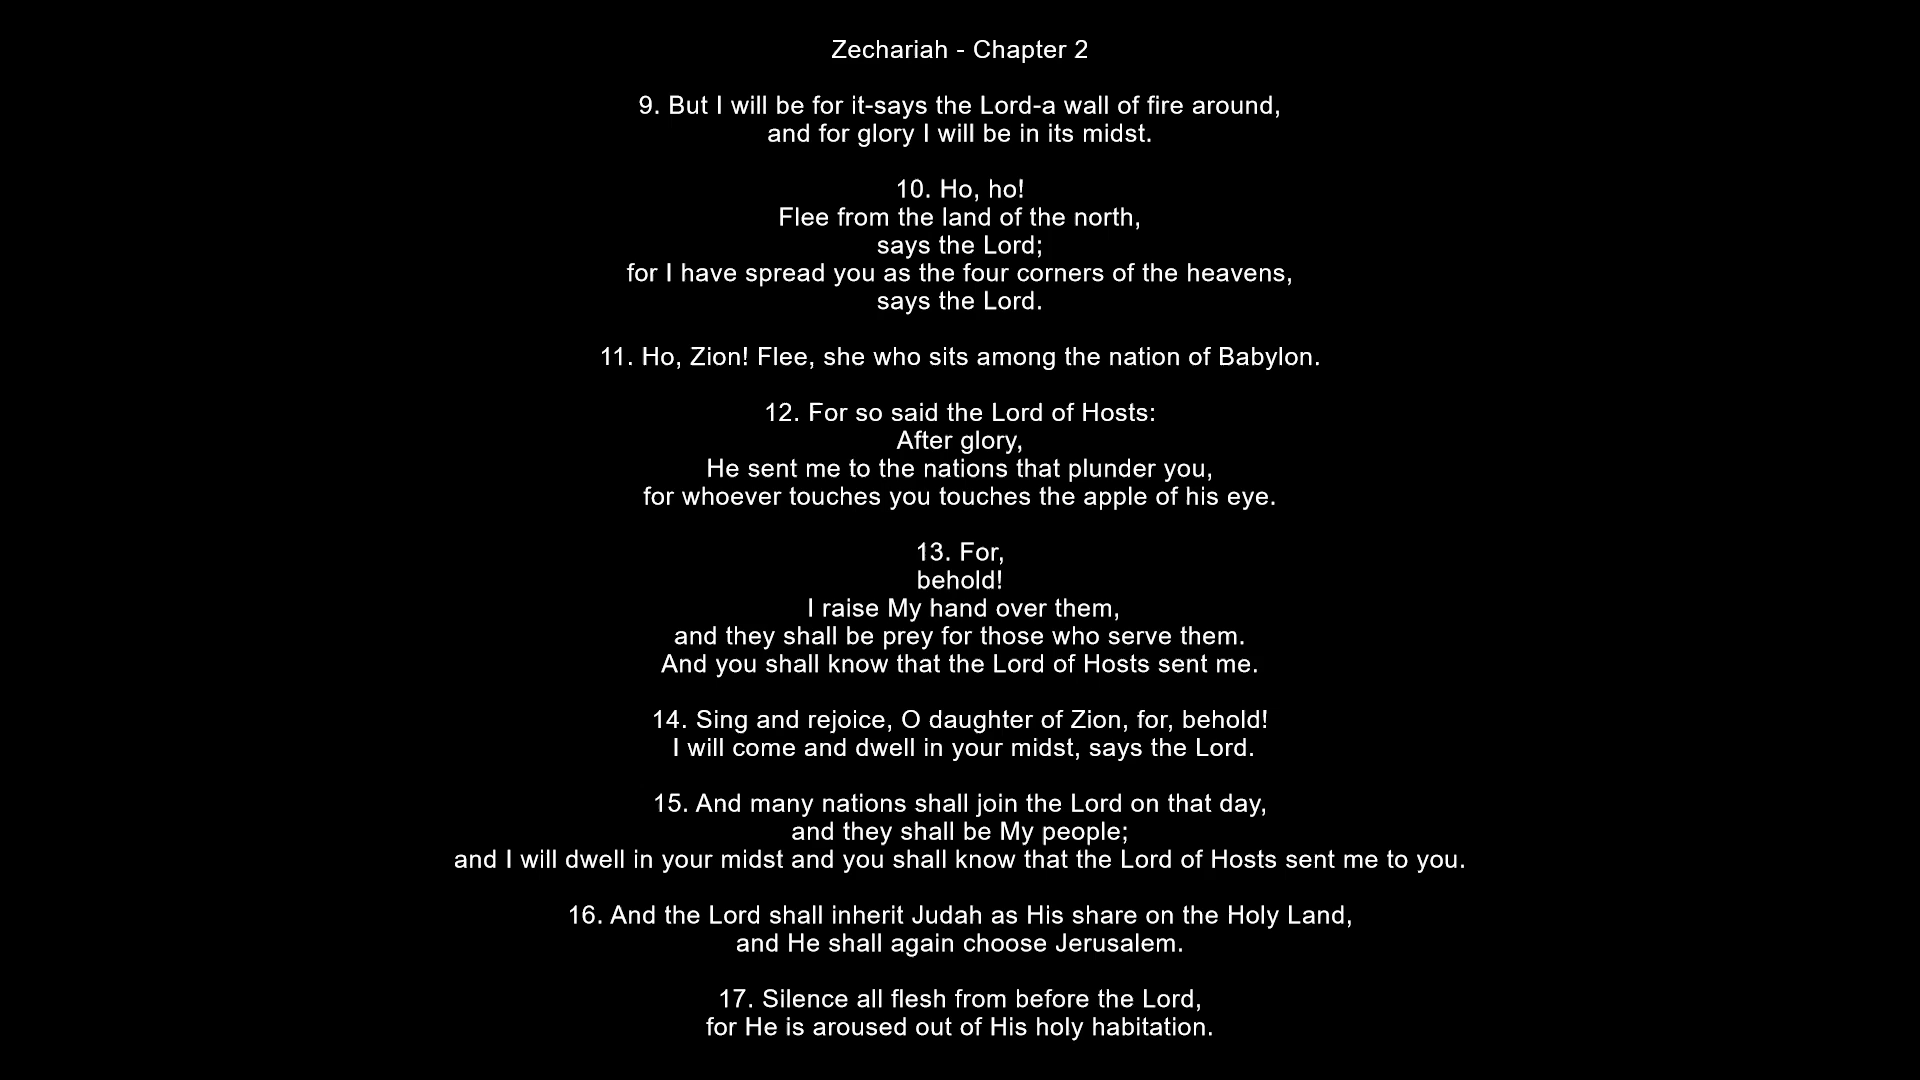 Zechariah - Chapter 2
9. But I will be for it-says the Lord-a wall of fire around,
and for glory I will be in its midst.
10. Ho, ho!
Flee from the land of the north,
says the Lord;
for I have spread you as the four corners of the heavens,
says the Lord.
11. Ho, Zion! Flee, she who sits among the nation of Babylon.
12. For so said the Lord of Hosts:
After glory,
He sent me to the nations that plunder you,
for whoever touches you touches the apple of his eye.
13. For,
behold!
I raise My hand over them,
and they shall be prey for those who serve them.
And you shall know that the Lord of Hosts sent me.
14. Sing and rejoice, O daughter of Zion, for, behold!
I will come and dwell in your midst, says the Lord.
15. And many nations shall join the Lord on that day,
and they shall be My people;
and I will dwell in your midst and you shall know that the Lord of Hosts sent me to you.
16. And the Lord shall inherit Judah as His share on the Holy Land,
and He shall again choose Jerusalem.
17. Silence all flesh from before the Lord,
for He is aroused out of His holy habitation.